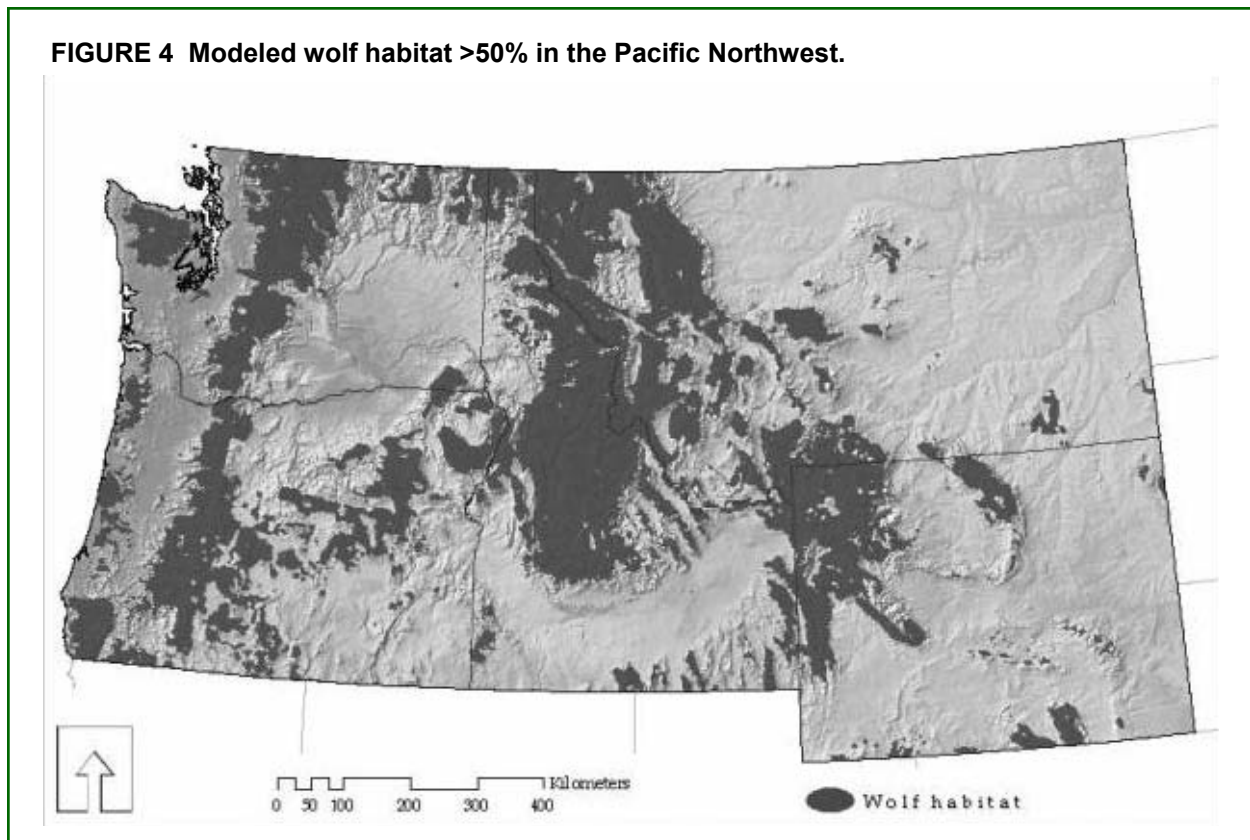 FIGURE 4 Modeled wolf habitat >50% in the Pacific Northwest.
Kilometers
0 50 100 200 300 400
Wolf habitat